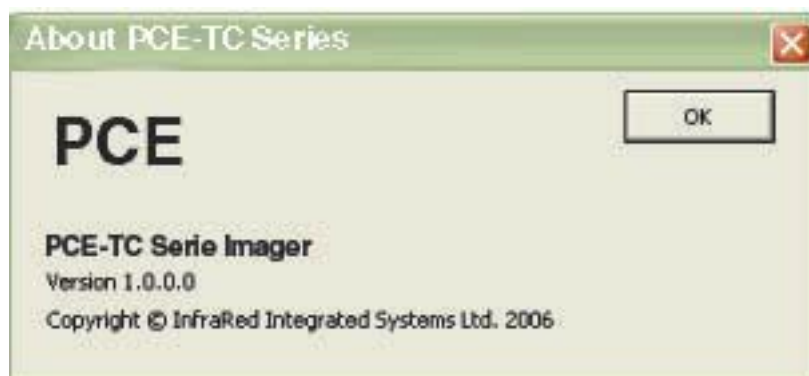 About PCE-TC Series
OK
PCE
PCE-TC Serie Imager
Version 1.0.0.0
Copyright © InfraRed Integrated Systems Ltd. 2006